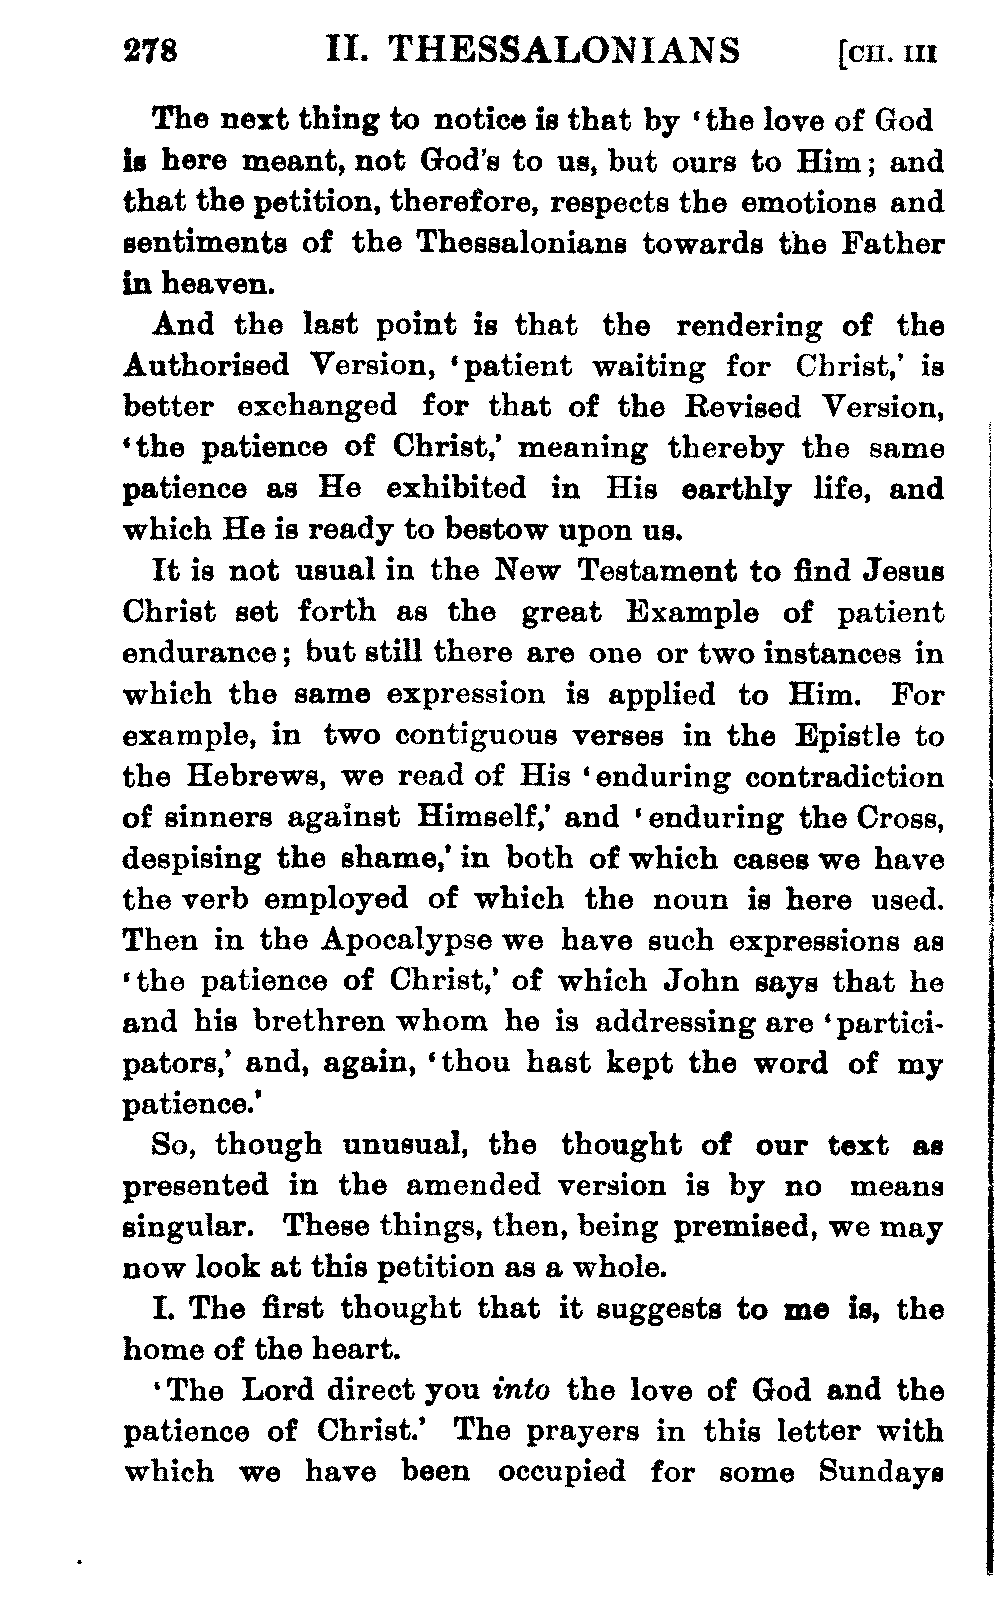 278 II. THESSALONIANS [CH. III
The next thing to notice is that by ‘the love of God
is here meant, not God’s to us, but ours to Him; and
that the petition, therefore, respects the emotions and
sentiments of the Thessalonians towards the Father
in heaven.
And the last point is that the rendering of the
Authorised Version, ‘patient waiting for Christ,’ is
better exchanged for that of the Revised Version,
‘the patience of Christ,’ meaning thereby the same
patience as He exhibited in His earthly life, and
which He is ready to bestow upon us.
It is not usual in the New Testament to find Jesus
Christ set forth as the great Example of patient
endurance; but still there are one or two instances in
which the same expression is applied to Him. For
example, in two contiguous verses in the Epistle to
the Hebrews, we read of His ‘enduring contradiction
of sinners against Himself,’ and ‘enduring the Cross,
despising the shame,’ in both of which cases we have
the verb employed of which the noun is here used.
Then in the Apocalypse we have such expressions as
‘the patience of Christ,’ of which John says that he
and his brethren whom he is addressing are ‘partici-
pators,’ and, again, ‘thou hast kept the word of my
patience.’
So, though unusual, the thought of our text as
presented in the amended version is by no means
singular. These things, then, being premised, we may
now look at this petition as a whole.
I. The first thought that it suggests to me is, the
home of the heart.
‘The Lord direct you into the love of God and the
patience of Christ.’ The prayers in this letter with
which we have been occupied for some Sundays